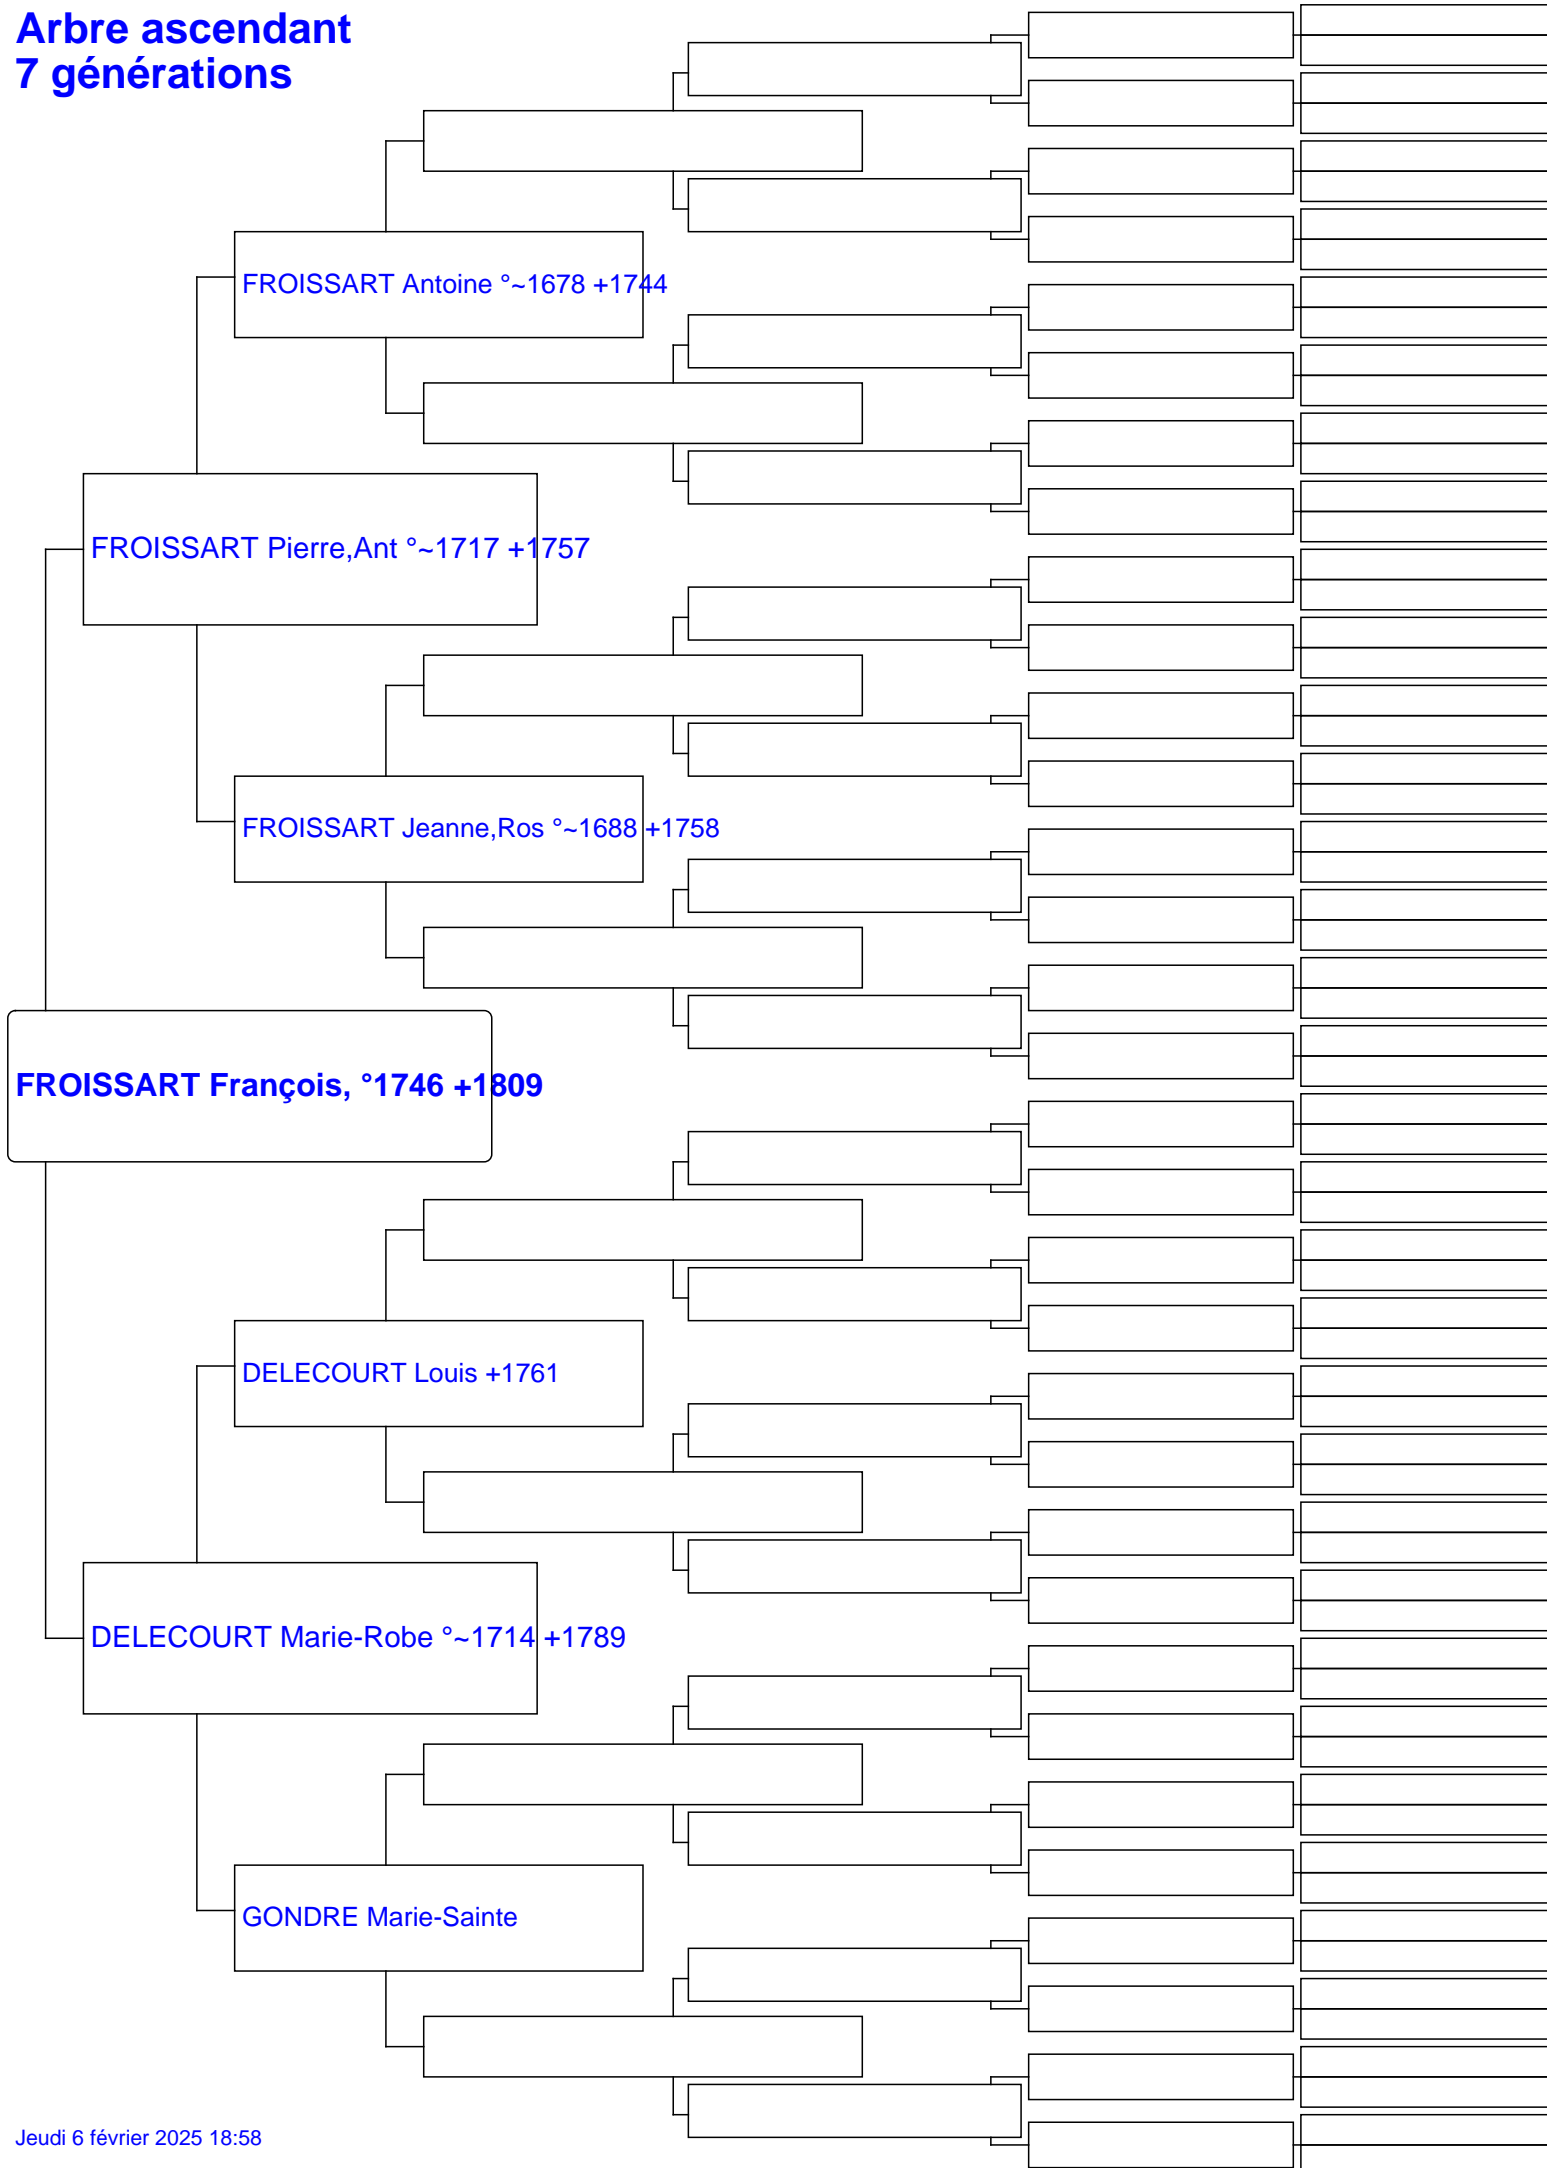 Arbre ascendant
7 générations
FROISSART Antoine °~1678 +1744
FROISSART Pierre,Ant °~1717 +1757
FROISSART Jeanne,Ros °~1688 +1758
FROISSART François, °1746 +1809
DELECOURT Louis +1761
DELECOURT Marie-Robe °~1714 +1789
GONDRE Marie-Sainte
Jeudi 6 février 2025 18:58